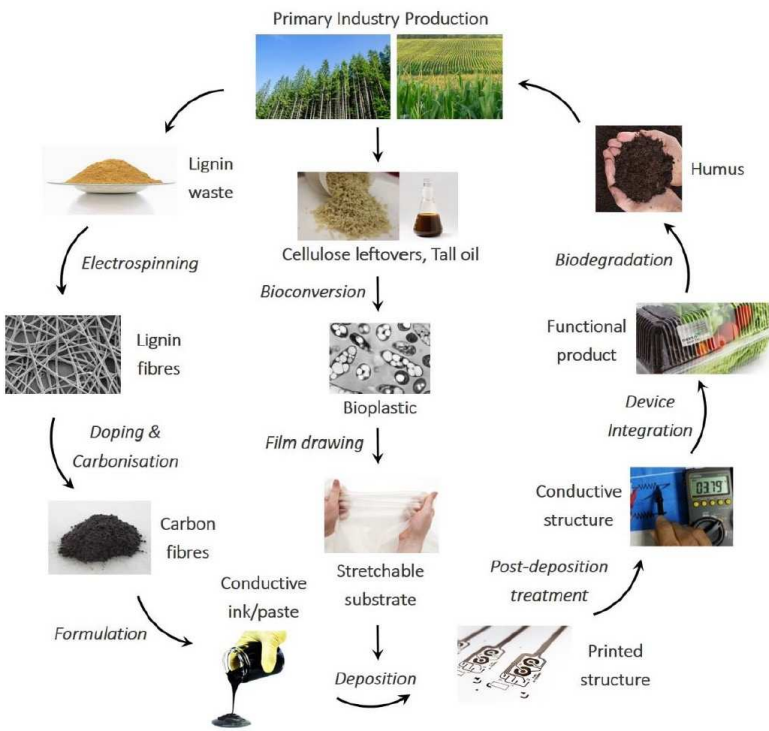 Primary Industry Production
Lignin
waste
Cellulose leftovers, Tall oil
Humus
Electrospinning
Bioconversion
Biodegradation
Lignin
fibres
Bioplastic
Functional
product
Doping &
Carbonisation
Film drawing
Device
Integration
Carbon
fibres
Stretchable
substrate
Conductive
structure
03.79'
Conductive
ink/paste
Post-deposition
treatment
Formulation
Deposition
Printed
structure